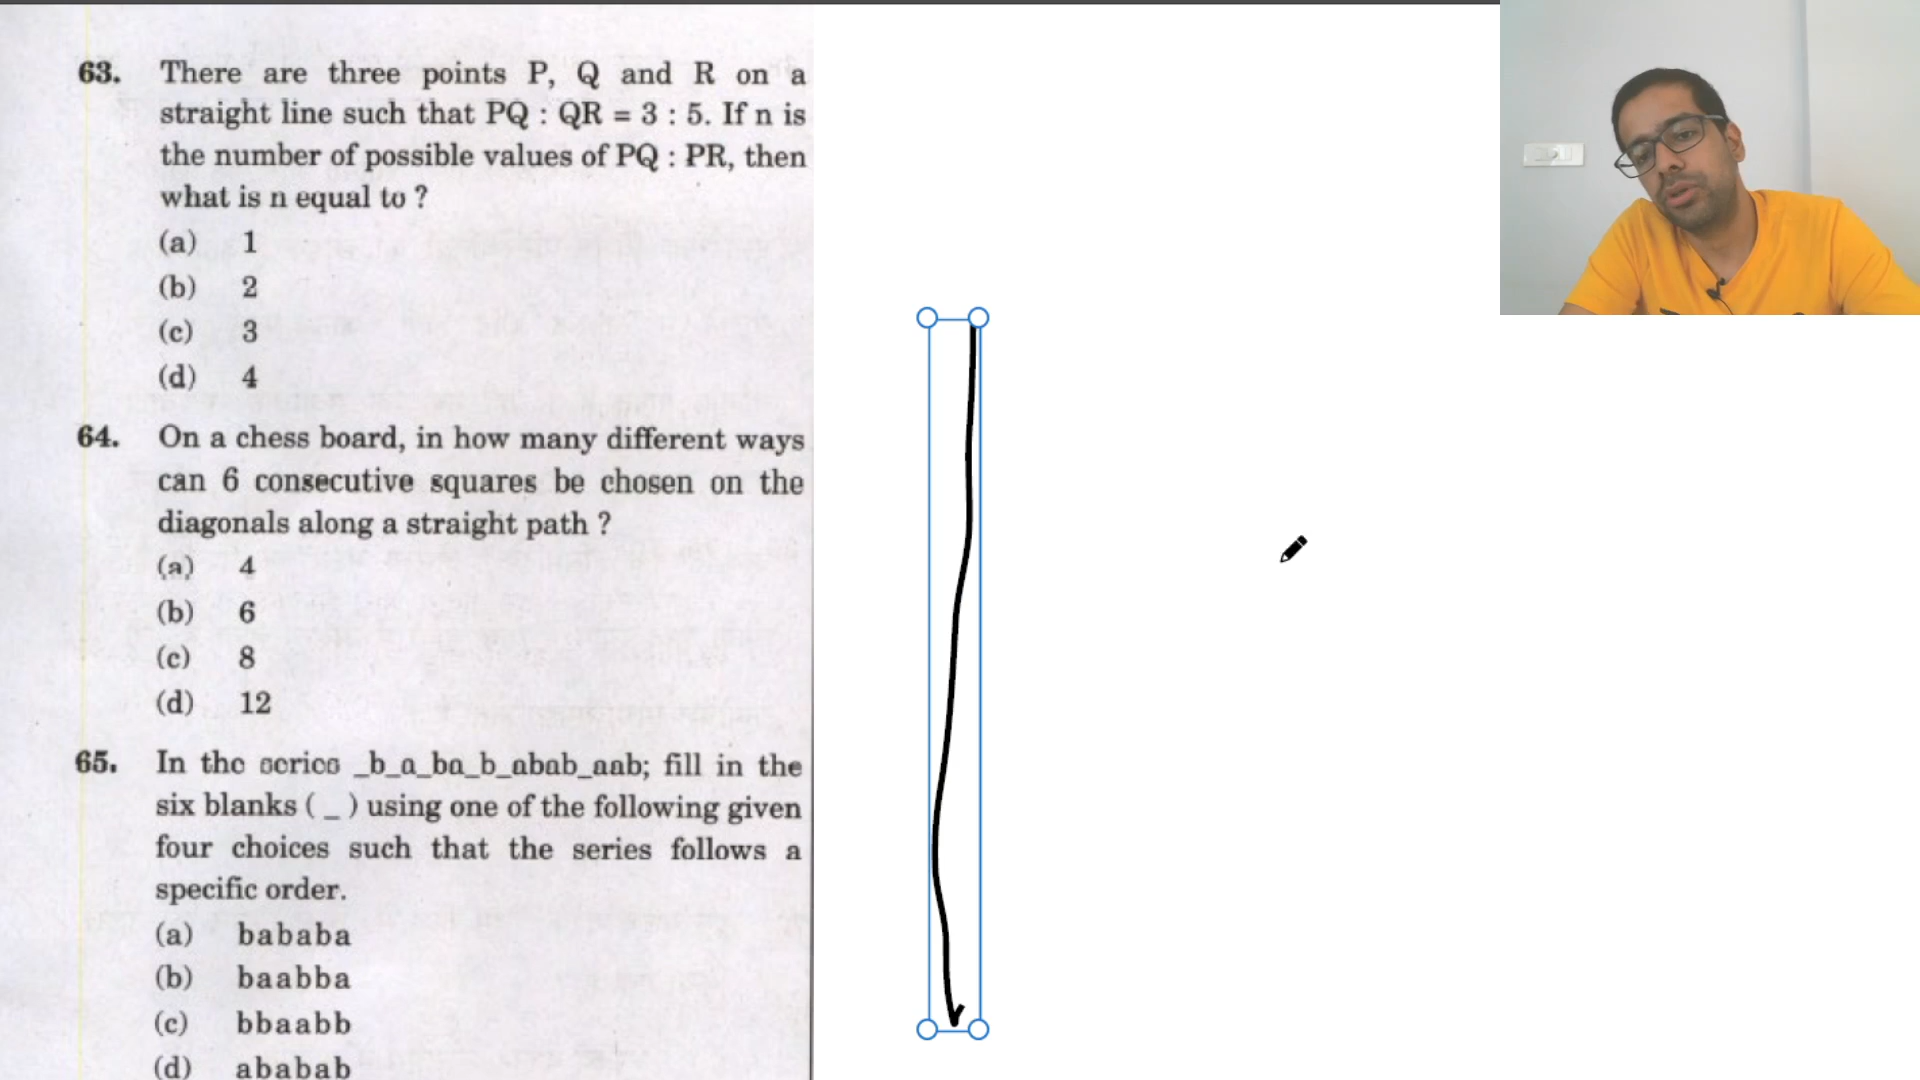 63. There are three points P, Q and R on a
straight line such that PQ : QR = 3 : 5. If n is
the number of possible values of PQ : PR, then
what is n equal to ?
(a) 1
(b) 2
(c) 3
(d) 4
64. On a chess board, in how many different ways
can 6 consecutive squares be chosen on the
diagonals along a straight path ?
(a) 4
(b) 6
(c) 8
(d) 12
65. In the series _b_a_ba_b_abab_aab; fill in the
six blanks ( _ ) using one of the following given
four choices such that the series follows a
specific order.
(a) bababa
(b) baabba
(c) bbaabb
(d) ababab